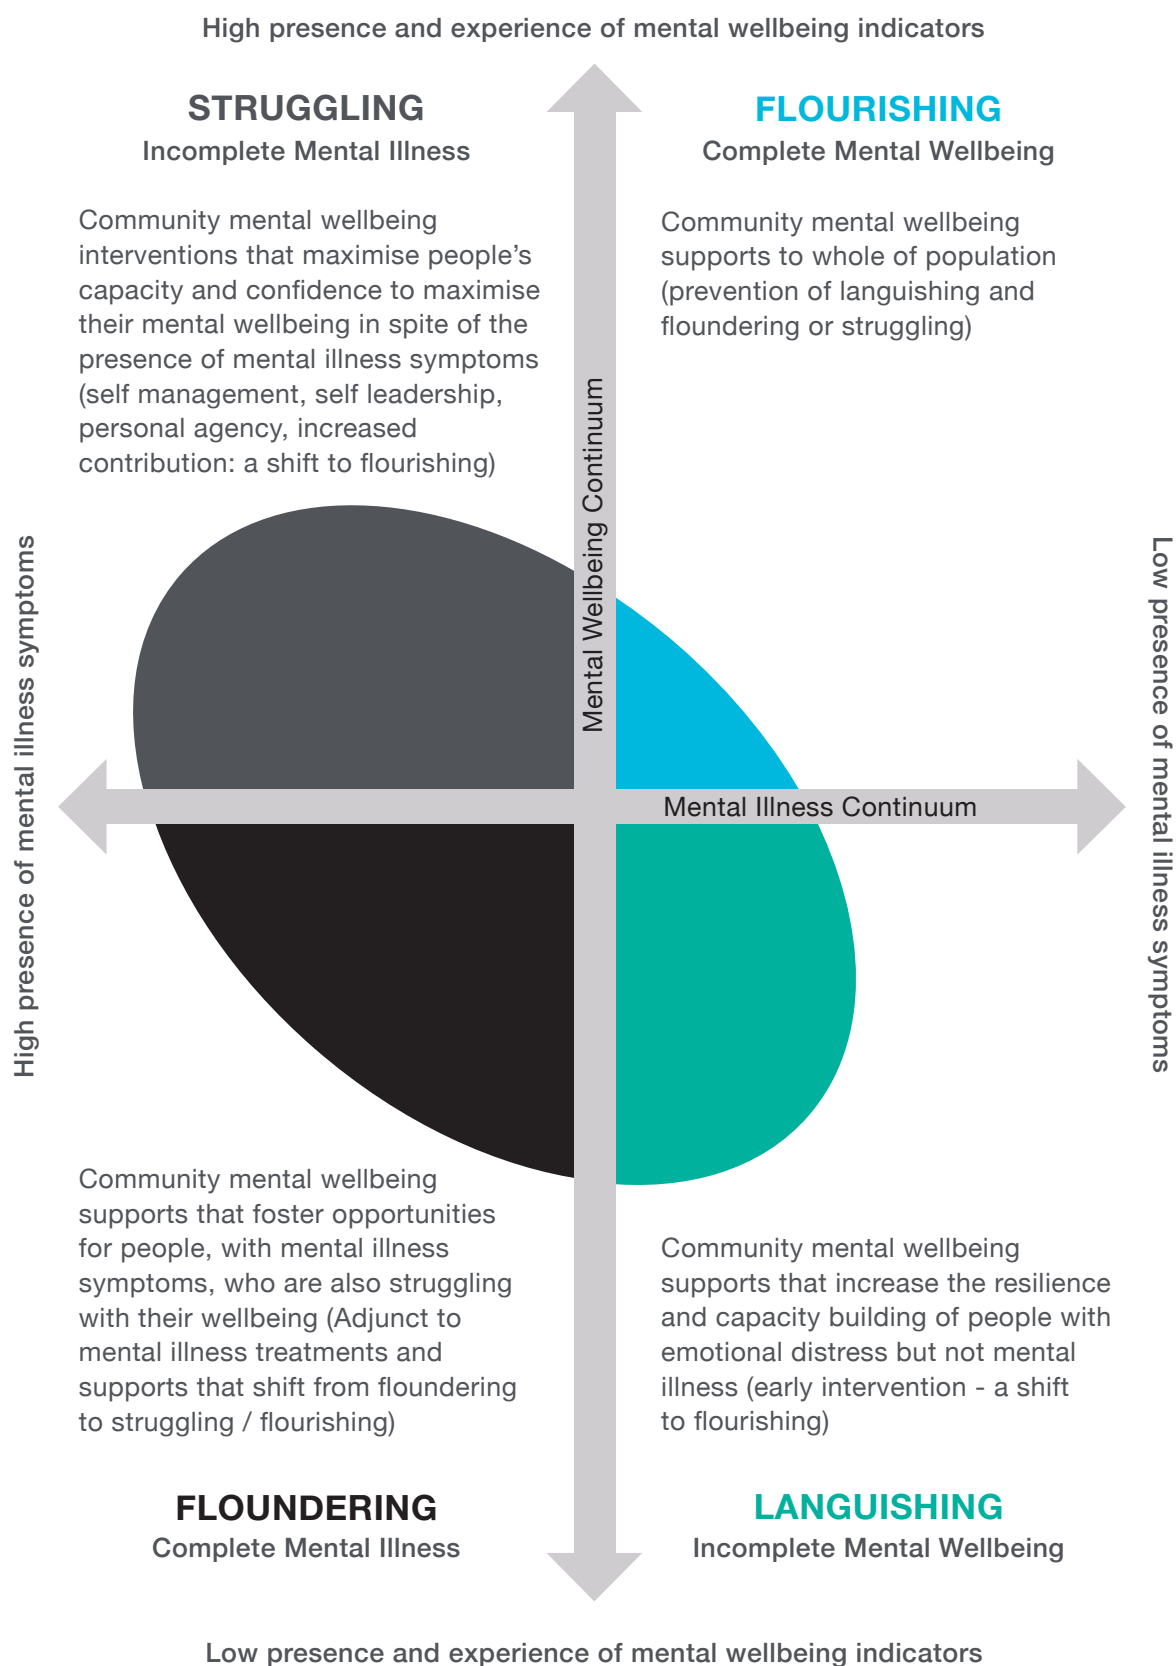 High presence and experience of mental wellbeing indicators
STRUGGLING
Incomplete Mental Illness
Community mental wellbeing
interventions that maximise people's
capacity and confidence to maximise
their mental wellbeing in spite of the
presence of mental illness symptoms
(self management, self leadership,
personal agency, increased
contribution: a shift to flourishing)
FLOURISHING
Complete Mental Wellbeing
Community mental wellbeing
supports to whole of population
(prevention of languishing and
floundering or struggling)
Mental Wellbeing Continuum
High presence of mental illness symptoms
Mental Illness Continuum
Low presence of mental illness symptoms
Community mental wellbeing
supports that foster opportunities
for people, with mental illness
symptoms, who are also struggling
with their wellbeing (Adjunct to
mental illness treatments and
supports that shift from floundering
to struggling / flourishing)
FLOUNDERING
Complete Mental Illness
Community mental wellbeing
supports that increase the resilience
and capacity building of people with
emotional distress but not mental
illness (early intervention - a shift
to flourishing)
LANGUISHING
Incomplete Mental Wellbeing
Low presence and experience of mental wellbeing indicators